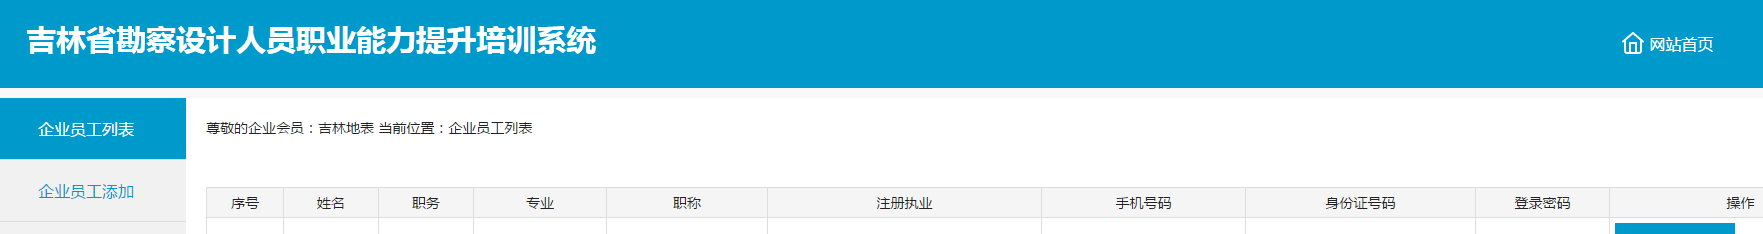 吉林省勘察设计人员职业能力提升培训系统
网站首页
企业员工列表
尊敬的企业会员：吉林地表 当前位置：企业员工列表
企业员工添加
序号 姓名 职务 专业 职称 注册执业 手机号码 身份证号码 登录密码 操作